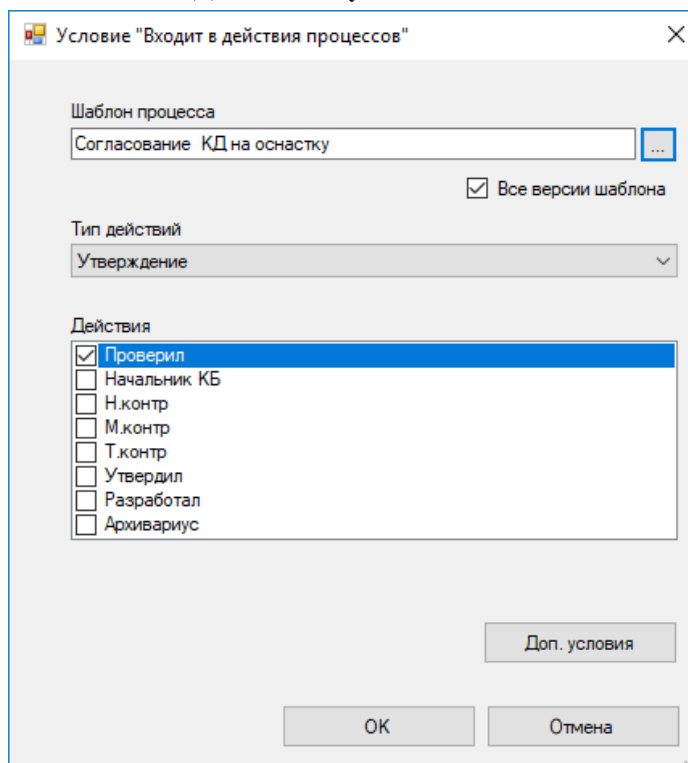 Условие "Входит в действия процессов"
Шаблон процесса
Согласование  КД на оснастку
...
Все версии шаблона
Тип действий
Утверждение
Действия
Проверил
Начальник КБ
Н.контр
М.контр
Т.контр
Утвердил
Разработал
Архивариус
Доп. условия
OK
Отмена